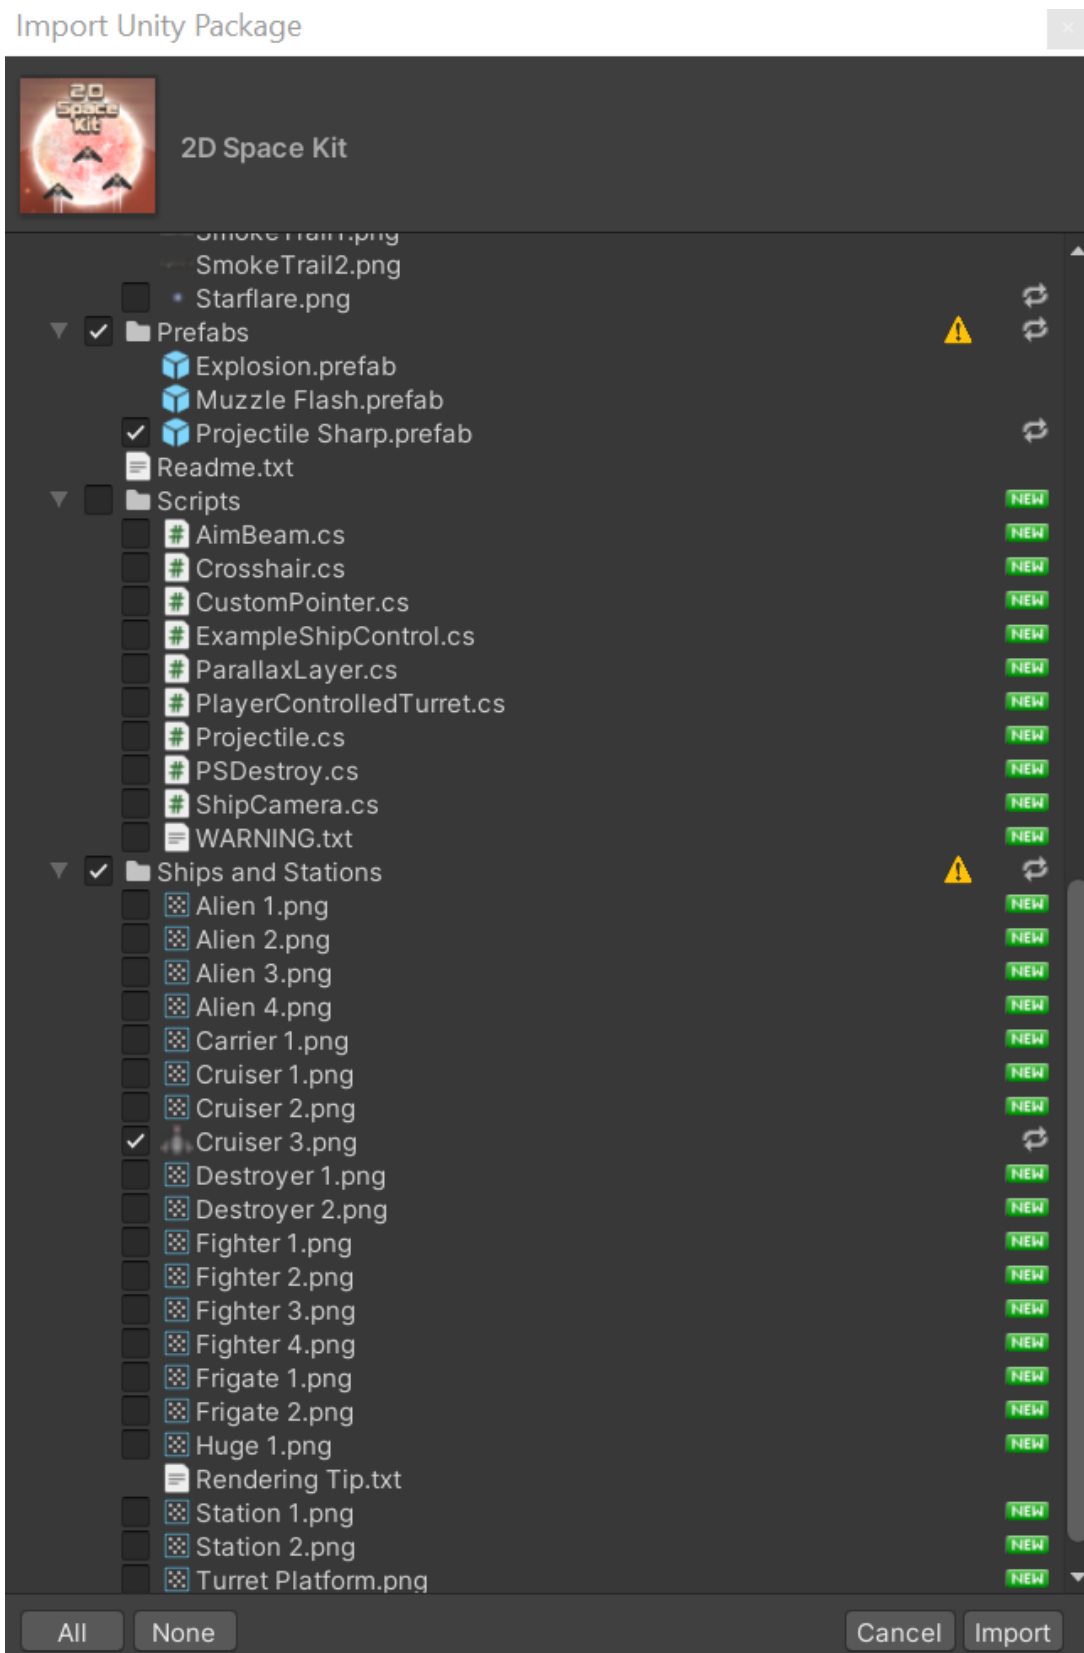 Import Unity Package
2D
Space
Kit
2D Space Kit
SmokeTrail1.png
SmokeTrail2.png
Starflare.png
Prefabs
Explosion.prefab
Muzzle Flash.prefab
Projectile Sharp.prefab
Readme.txt
Scripts NEW
AimBeam.cs NEW
Crosshair.cs NEW
CustomPointer.cs NEW
ExampleShipControl.cs NEW
ParallaxLayer.cs NEW
PlayerControlledTurret.cs NEW
Projectile.cs NEW
PSDestroy.cs NEW
ShipCamera.cs NEW
WARNING.txt NEW
Ships and Stations
Alien 1.png NEW
Alien 2.png NEW
Alien 3.png NEW
Alien 4.png NEW
Carrier 1.png NEW
Cruiser 1.png NEW
Cruiser 2.png NEW
Cruiser 3.png
Destroyer 1.png NEW
Destroyer 2.png NEW
Fighter 1.png NEW
Fighter 2.png NEW
Fighter 3.png NEW
Fighter 4.png NEW
Frigate 1.png NEW
Frigate 2.png NEW
Huge 1.png NEW
Rendering Tip.txt
Station 1.png NEW
Station 2.png NEW
Turret Platform.png NEW
All None Cancel Import